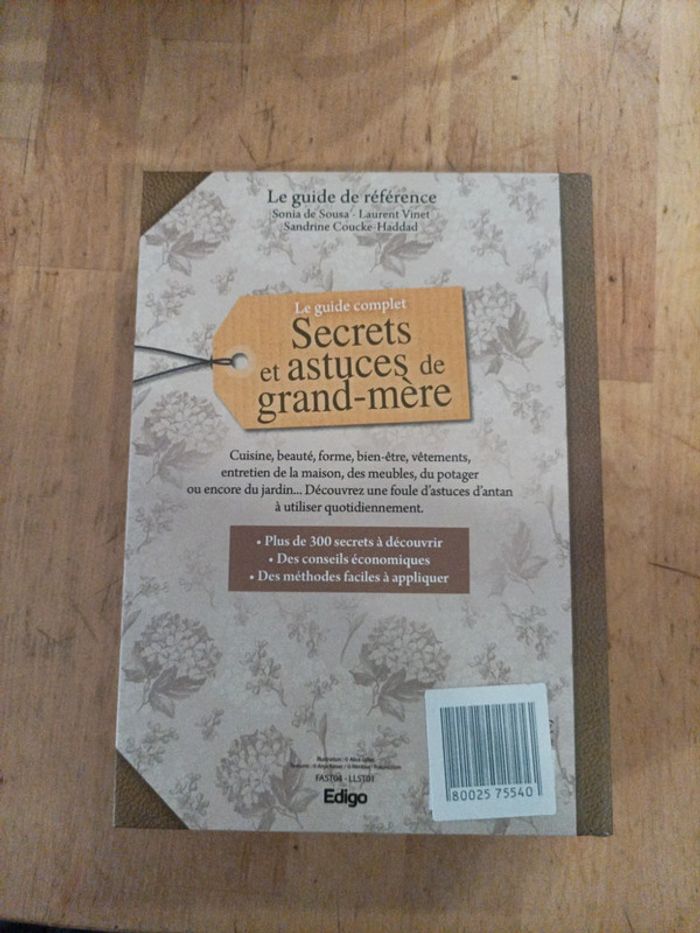 Le guide de référence
Sonia de Sousa - Laurent Vinet
Sandrine Coucke-Haddad
Le guide complet
Secrets
et astuces de
grand-mère
Cuisine, beauté, forme, bien-être, vêtements,
entretien de la maison, des meubles, du potager
ou encore du jardin... Découvrez une foule d'astuces d'antan
à utiliser quotidiennement.
• Plus de 300 secrets à découvrir
• Des conseils économiques
• Des méthodes faciles à appliquer
Illustration : ©
FAST04 - LLST01
Edigo
80025 75540